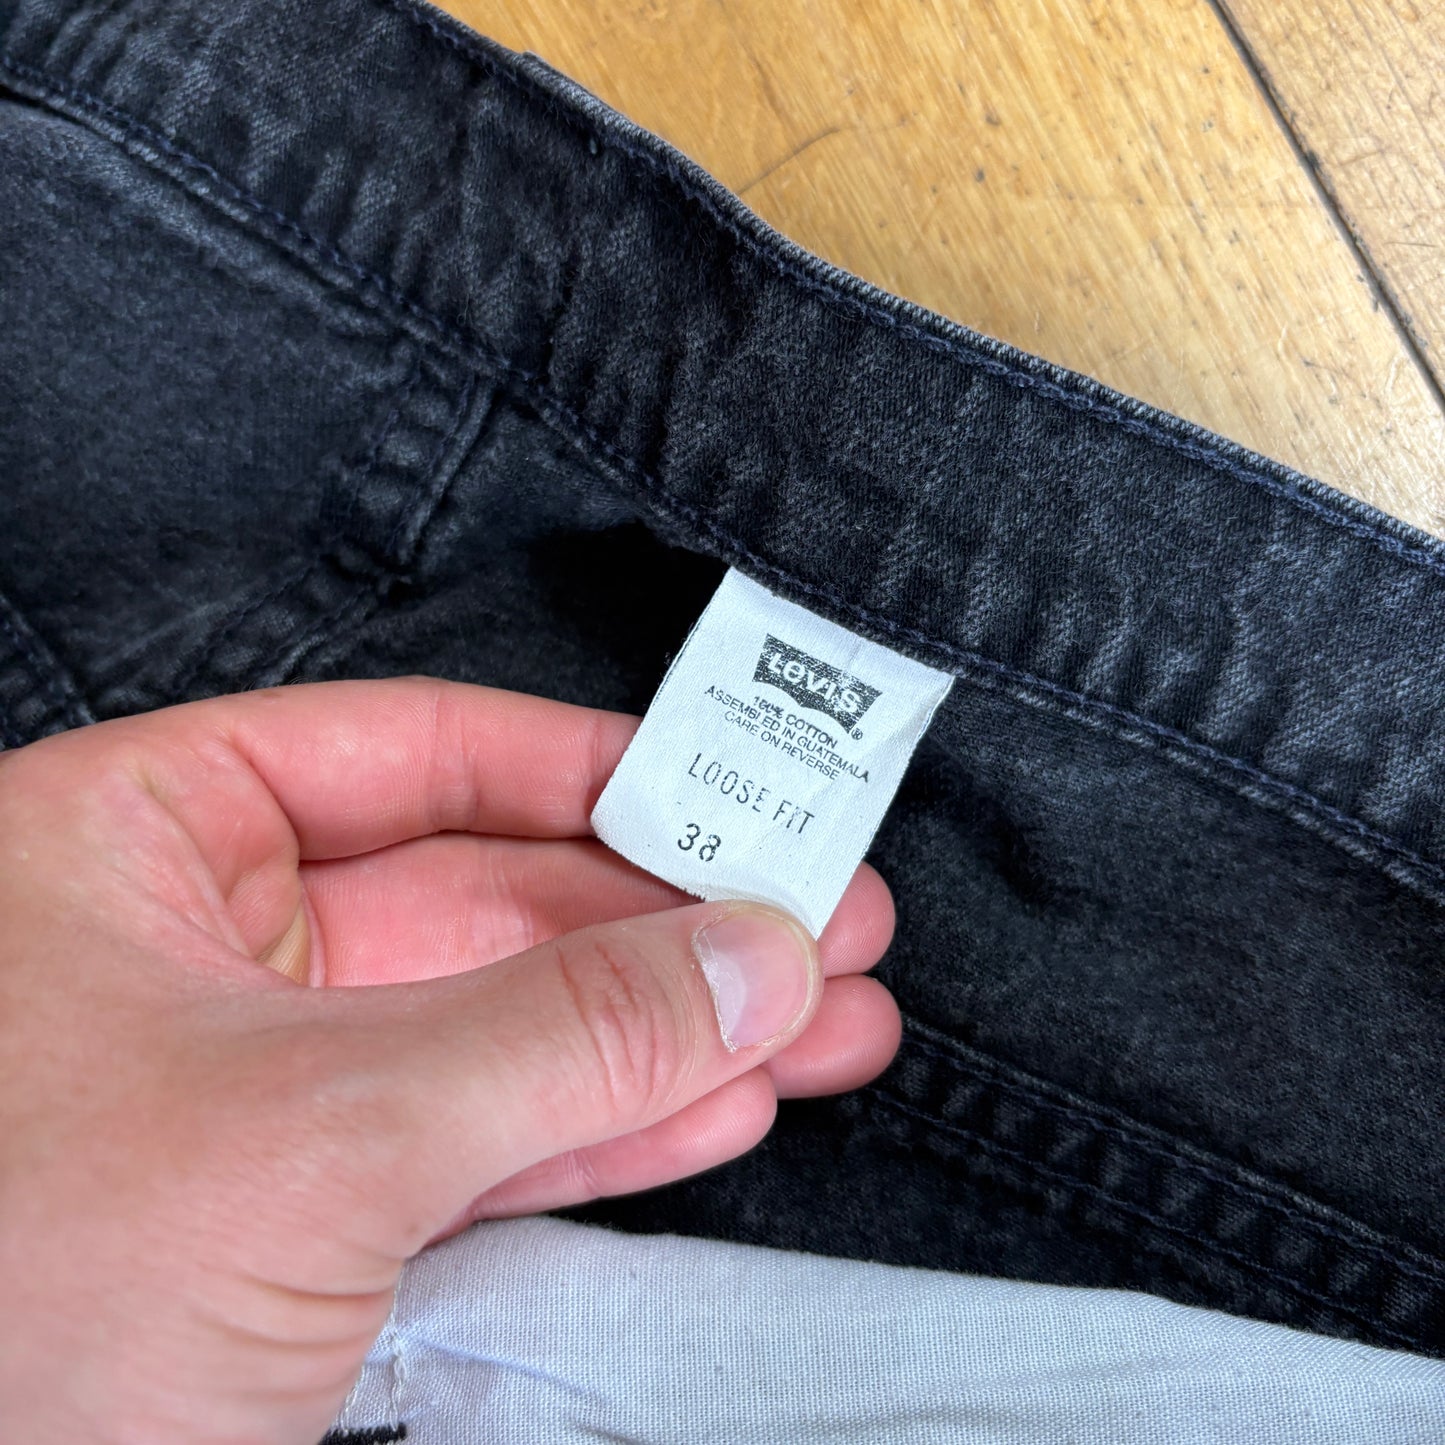 LEVI'S®
100% COTTON
ASSEMBLED IN GUATEMALA
CARE ON REVERSE
LOOSE FIT
38